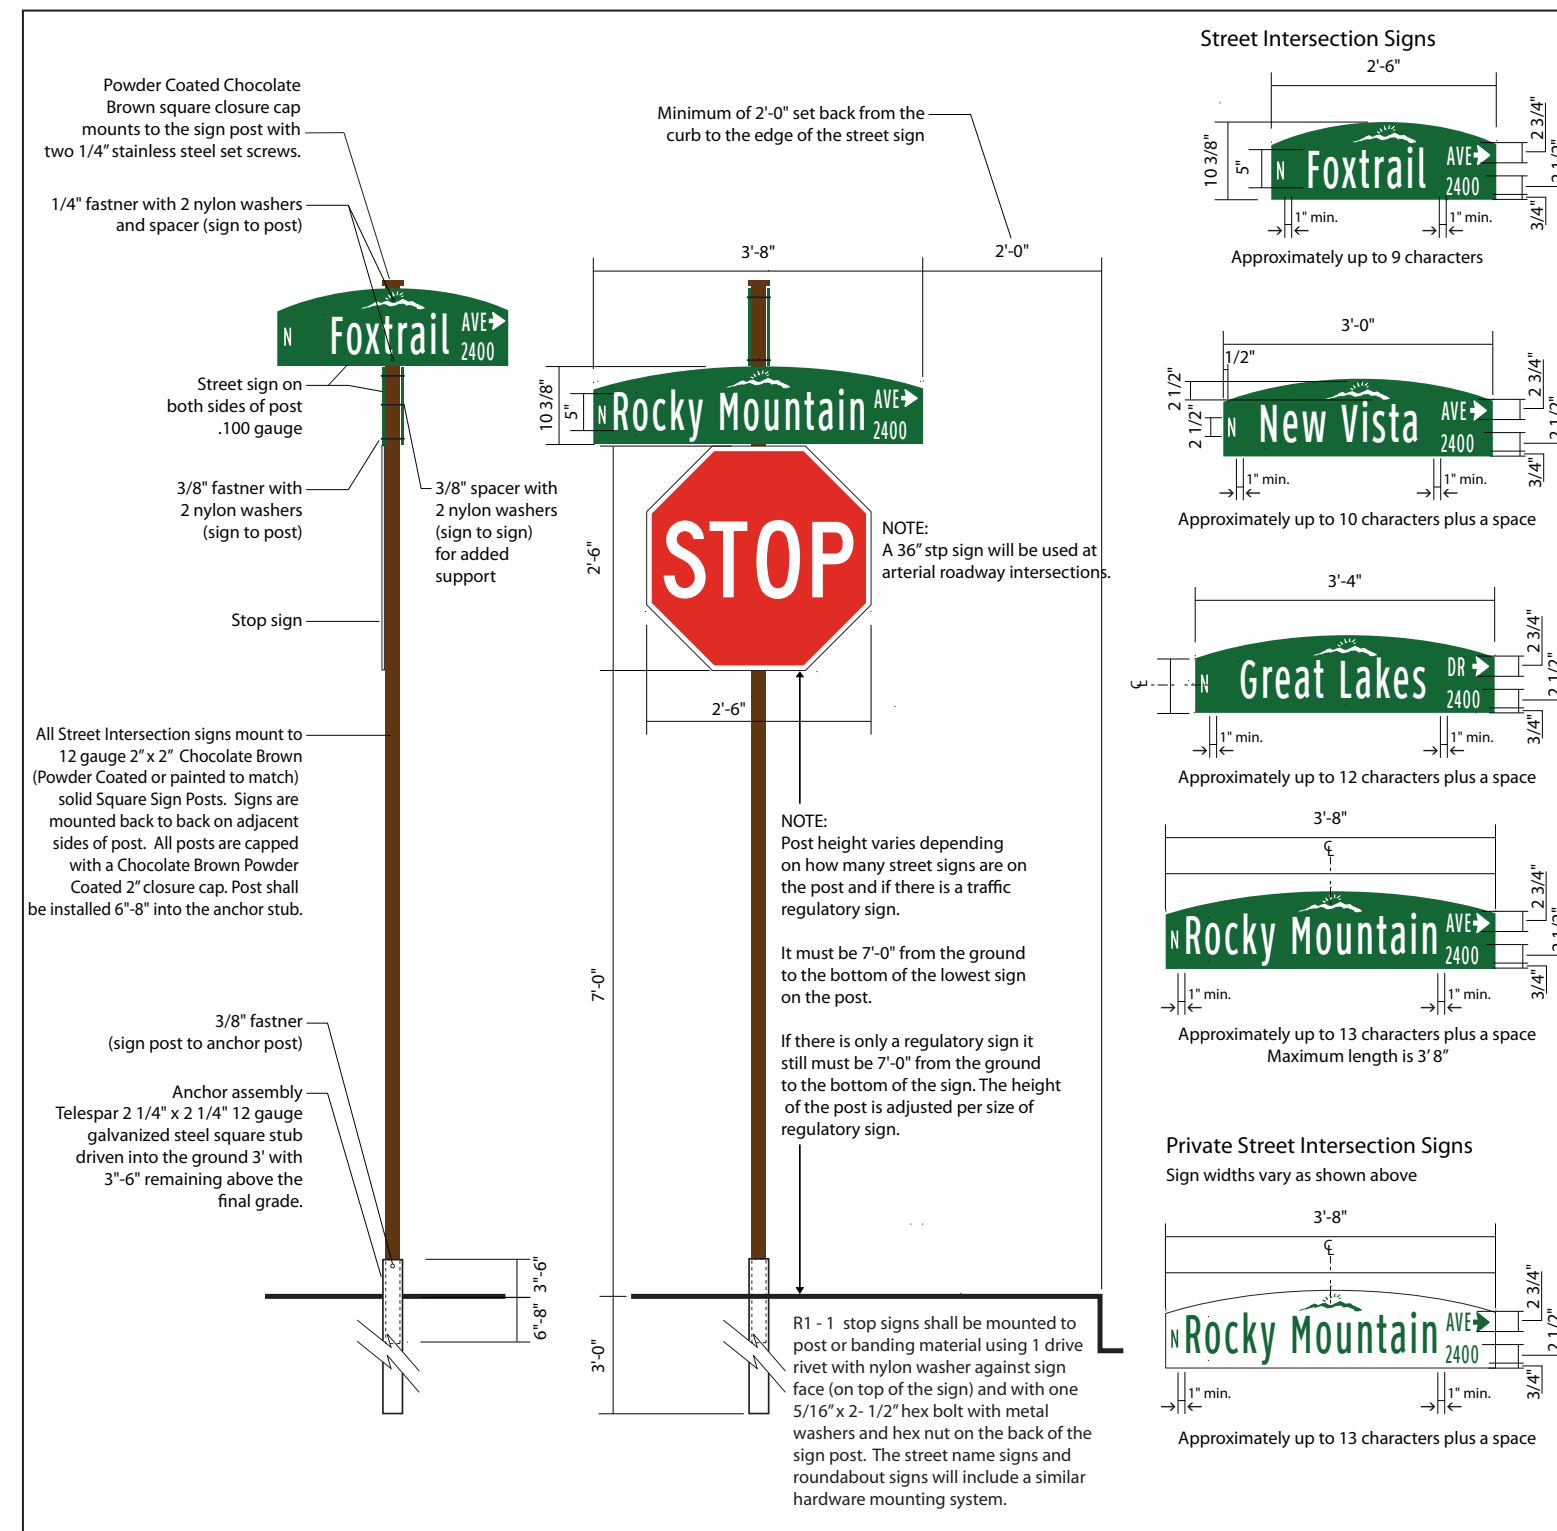 Powder Coated Chocolate
Brown square closure cap
mounts to the sign post with
two 1/4" stainless steel set screws.
1/4" fastner with 2 nylon washers
and spacer (sign to post)
N Foxtrail AVE
2400
Street sign on
both sides of post
.100 gauge
3/8" fastner with
2 nylon washers
(sign to post)
3/8" spacer with
2 nylon washers
(sign to sign)
for added
support
Stop sign
All Street Intersection signs mount to
12 gauge 2" x 2" Chocolate Brown
(Powder Coated or painted to match)
solid Square Sign Posts. Signs are
mounted back to back on adjacent
sides of post. All posts are capped
with a Chocolate Brown Powder
Coated 2" closure cap. Post shall
be installed 6"-8" into the anchor stub.
3/8" fastner
(sign post to anchor post)
Anchor assembly
Telespar 2 1/4" x 2 1/4" 12 gauge
galvanized steel square stub
driven into the ground 3' with
3"-6" remaining above the
final grade.
3"-6"
6"-8"
Minimum of 2'-0" set back from the
curb to the edge of the street sign
3'-8"
2'-0"
10 3/8"
5"
N Rocky Mountain AVE
2400
STOP
2'-6"
2'-6"
NOTE:
A 36" stp sign will be used at
arterial roadway intersections.
NOTE:
Post height varies depending
on how many street signs are on
the post and if there is a traffic
regulatory sign.
It must be 7'-0" from the ground
to the bottom of the lowest sign
on the post.
If there is only a regulatory sign it
still must be 7'-0" from the ground
to the bottom of the sign. The height
of the post is adjusted per size of
regulatory sign.
7'-0"
3'-0"
R1 - 1 stop signs shall be mounted to
post or banding material using 1 drive
rivet with nylon washer against sign
face (on top of the sign) and with one
5/16" x 2- 1/2" hex bolt with metal
washers and hex nut on the back of the
sign post. The street name signs and
roundabout signs will include a similar
hardware mounting system.
Street Intersection Signs
2'-6"
10 3/8"
5"
N Foxtrail AVE
2400
2 3/4"
2 1/2"
3/4"
1" min.
1" min.
Approximately up to 9 characters
3'-0"
1/2"
2 1/2"
2 1/2"
N New Vista AVE
2400
2 3/4"
2 1/2"
3/4"
1" min.
1" min.
Approximately up to 10 characters plus a space
3'-4"
℄
N Great Lakes DR
2400
2 3/4"
2 1/2"
3/4"
1" min.
1" min.
Approximately up to 12 characters plus a space
3'-8"
℄
N Rocky Mountain AVE
2400
2 3/4"
2 1/2"
3/4"
1" min.
1" min.
Approximately up to 13 characters plus a space
Maximum length is 3' 8"
Private Street Intersection Signs
Sign widths vary as shown above
3'-8"
℄
N Rocky Mountain AVE
2400
2 3/4"
2 1/2"
3/4"
1" min.
1" min.
Approximately up to 13 characters plus a space